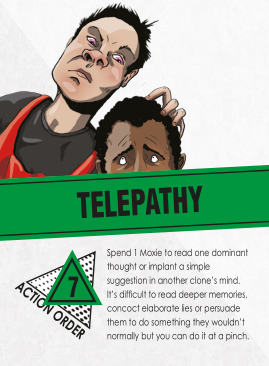 TELEPATHY
7
ACTION ORDER
Spend 1 Moxie to read one dominant
thought or implant a simple
suggestion in another clone's mind.
It's difficult to read deeper memories,
concoct elaborate lies or persuade
them to do something they wouldn't
normally but you can do it at a pinch.